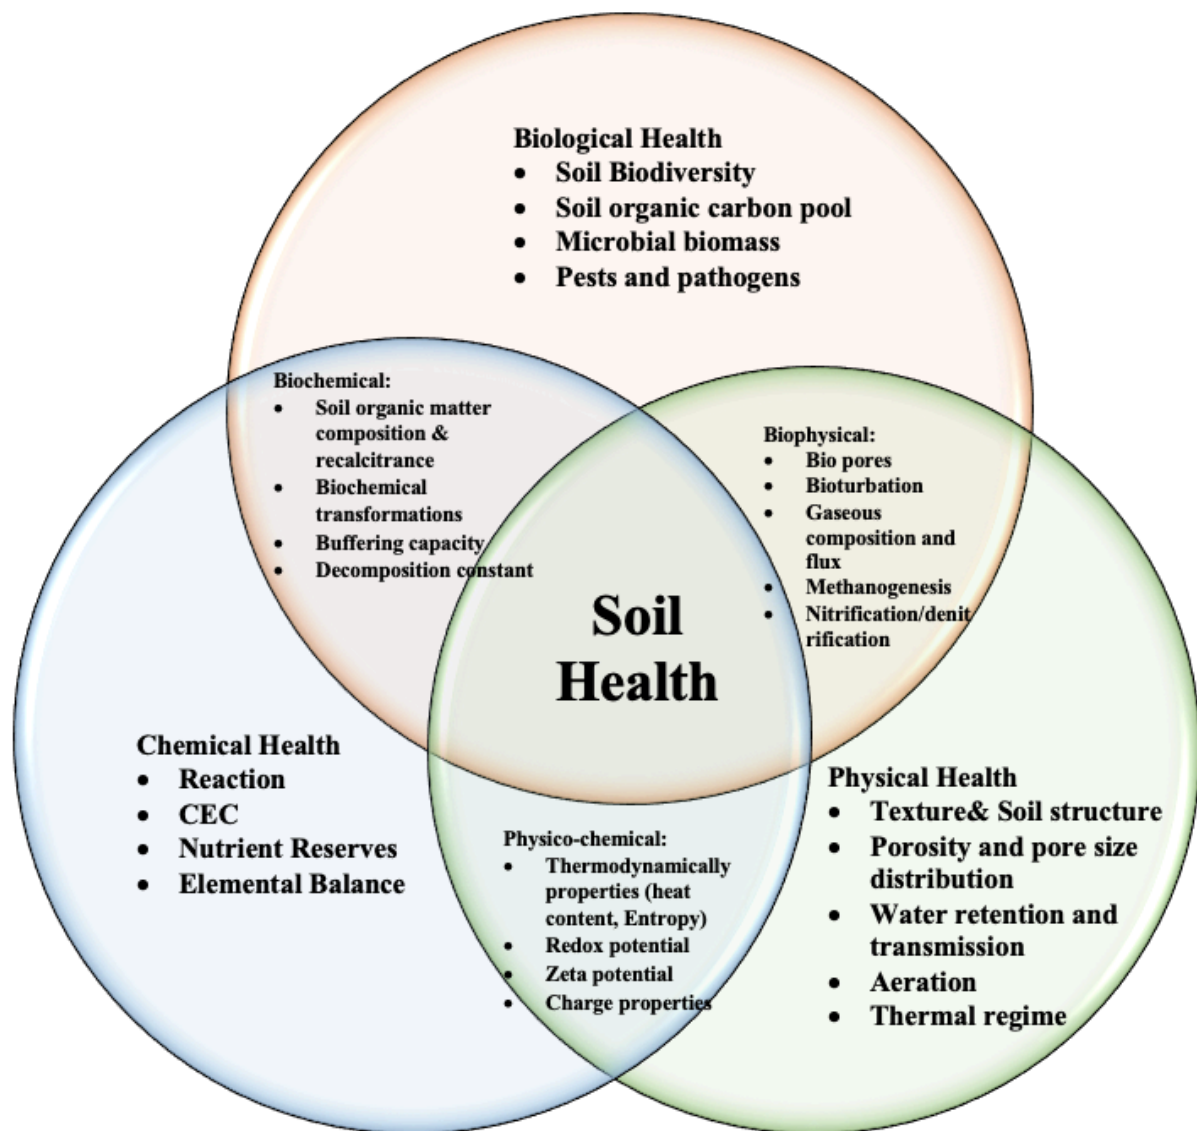 Biological Health
• Soil Biodiversity
• Soil organic carbon pool
• Microbial biomass
• Pests and pathogens
Biochemical:
• Soil organic matter
composition &
recalcitrance
• Biochemical
transformations
• Buffering capacity
• Decomposition constant
Biophysical:
• Bio pores
• Bioturbation
• Gaseous
composition and
flux
• Methanogenesis
• Nitrification/denit
rification
Soil
Health
Chemical Health
• Reaction
• CEC
• Nutrient Reserves
• Elemental Balance
Physico-chemical:
• Thermodynamically
properties (heat
content, Entropy)
• Redox potential
• Zeta potential
• Charge properties
Physical Health
• Texture& Soil structure
• Porosity and pore size
distribution
• Water retention and
transmission
• Aeration
• Thermal regime